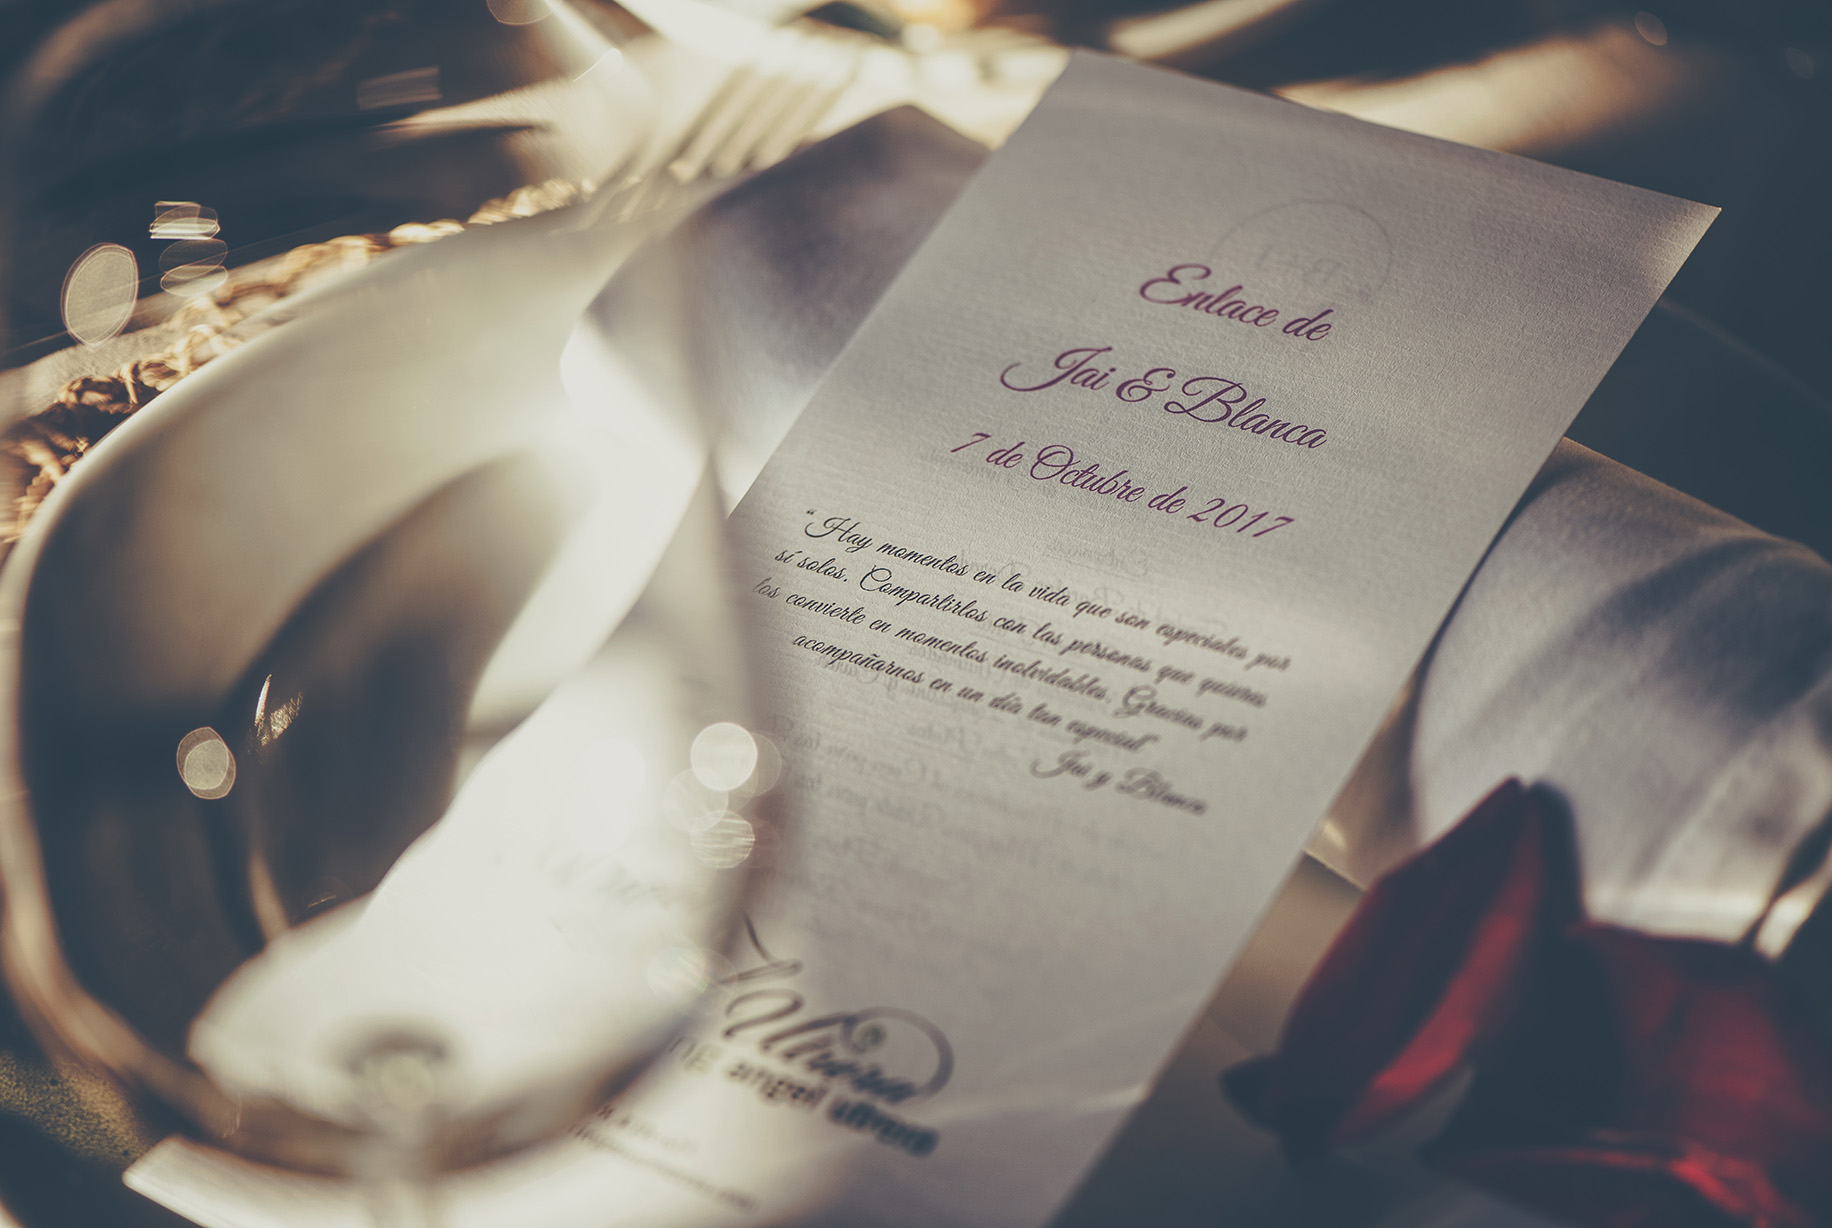 Enlace de
Jai & Blanca
7 de Octubre de 2017
“Hay momentos en la vida que son especiales por
sí solos. Compartirlos con las personas que quieres
los convierte en momentos inolvidables. Gracias por
acompañarnos en un día tan especial”
Jai y Blanca
angel